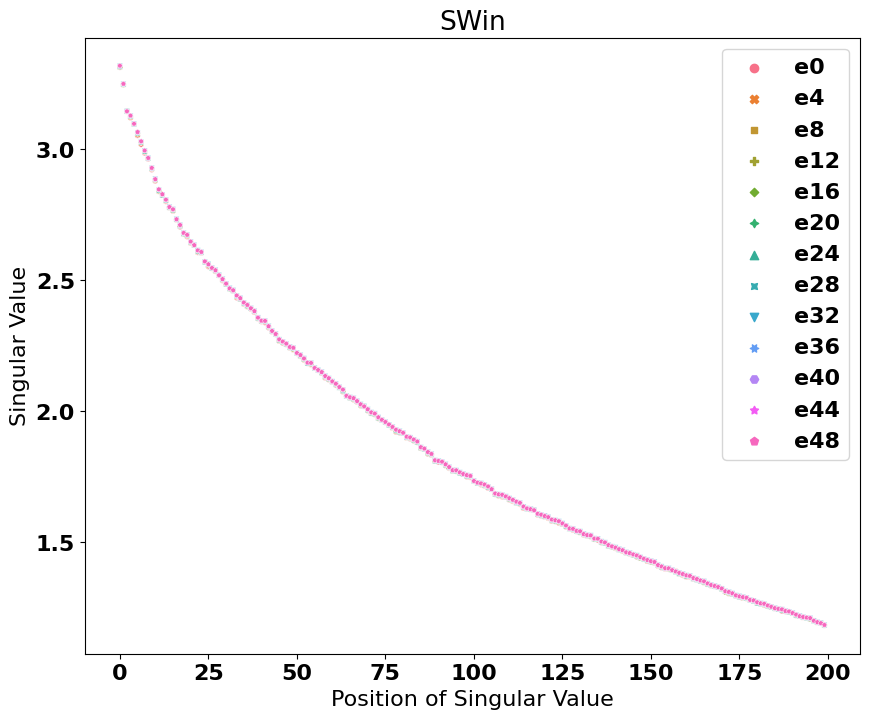 SWin
e0
e4
e8
e12
e16
e20
e24
e28
e32
e36
e40
e44
e48
3.0
2.5
2.0
1.5
Singular Value
0 25 50 75 100 125 150 175 200
Position of Singular Value